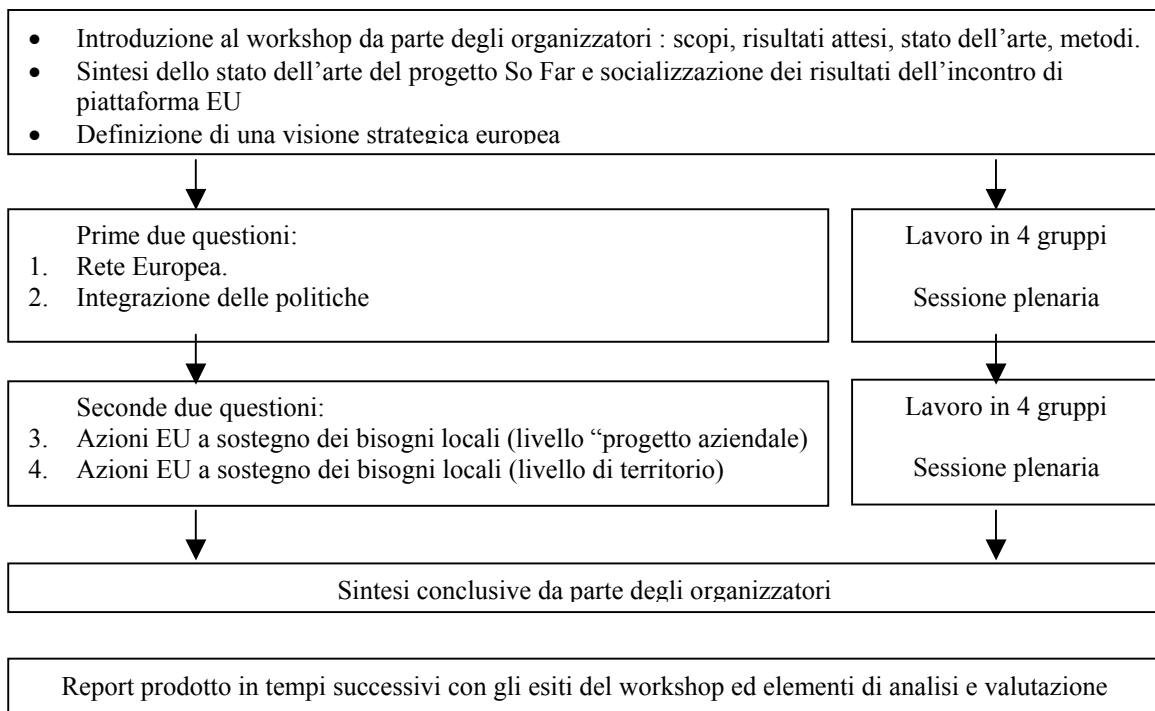 • Introduzione al workshop da parte degli organizzatori : scopi, risultati attesi, stato dell’arte, metodi.
• Sintesi dello stato dell’arte del progetto So Far e socializzazione dei risultati dell’incontro di
piattaforma EU
• Definizione di una visione strategica europea
Prime due questioni:
1. Rete Europea.
2. Integrazione delle politiche
Lavoro in 4 gruppi
Sessione plenaria
Seconde due questioni:
3. Azioni EU a sostegno dei bisogni locali (livello “progetto aziendale)
4. Azioni EU a sostegno dei bisogni locali (livello di territorio)
Lavoro in 4 gruppi
Sessione plenaria
Sintesi conclusive da parte degli organizzatori
Report prodotto in tempi successivi con gli esiti del workshop ed elementi di analisi e valutazione